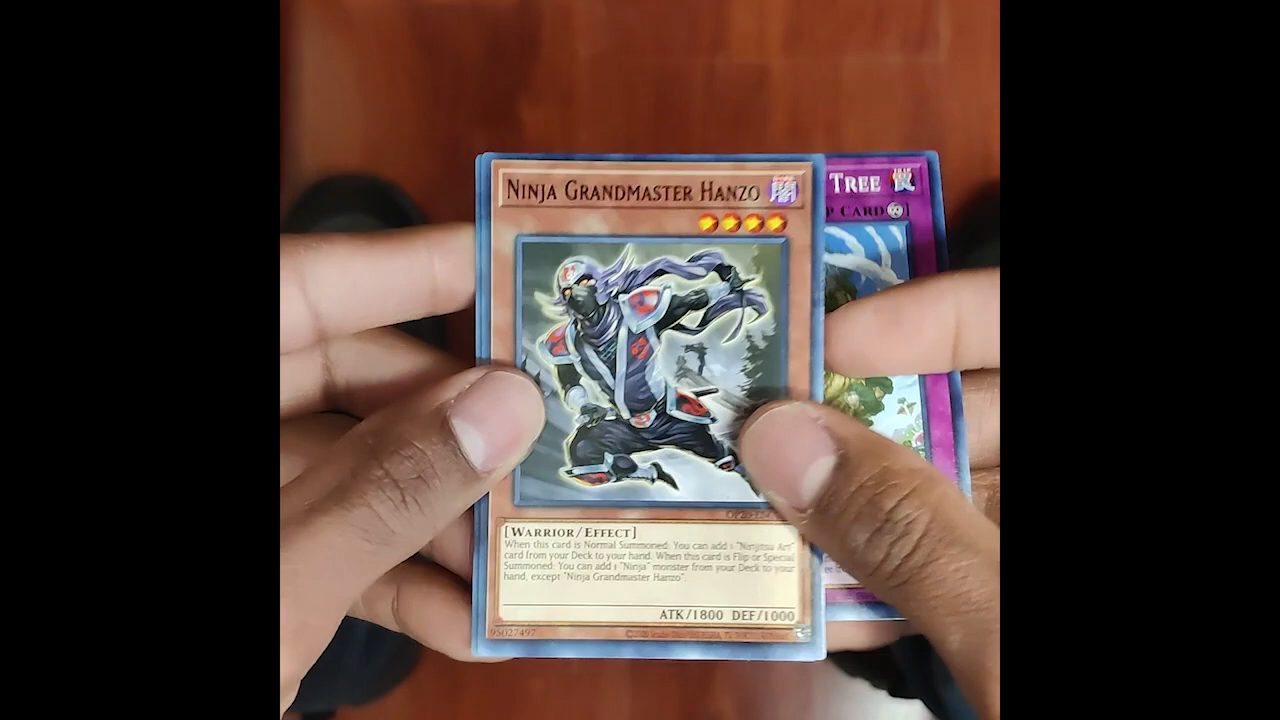 NINJA GRANDMASTER HANZO
闇
TREE
CARD
[WARRIOR/EFFECT]
When this card is Normal Summoned: You can add 1 "Ninjitsu Art"
card from your Deck to your hand. When this card is Flip or Special
Summoned: You can add 1 "Ninja" monster from your Deck to your
hand, except "Ninja Grandmaster Hanzo".
ATK/1800 DEF/1000
95027497